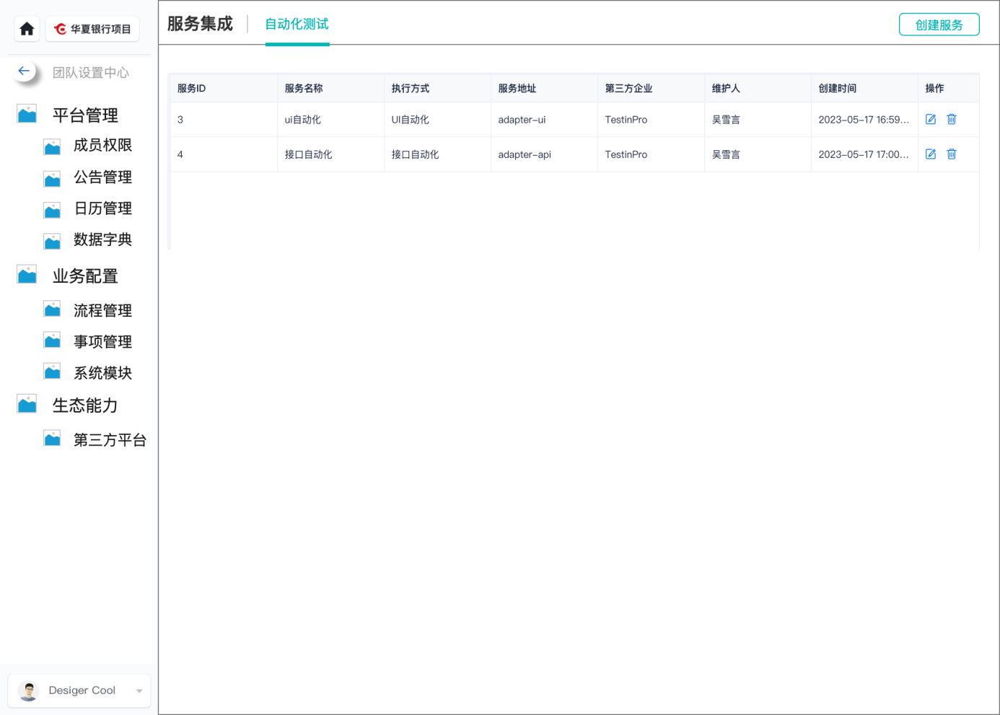 华夏银行项目
团队设置中心
平台管理
成员权限
公告管理
日历管理
数据字典
业务配置
流程管理
事项管理
系统模块
生态能力
第三方平台
Desiger Cool
服务集成 自动化测试 创建服务
服务ID 服务名称 执行方式 服务地址 第三方企业 维护人 创建时间 操作
3 ui自动化 UI自动化 adapter-ui TestinPro 吴雪言 2023-05-17 16:59...
4 接口自动化 接口自动化 adapter-api TestinPro 吴雪言 2023-05-17 17:00...